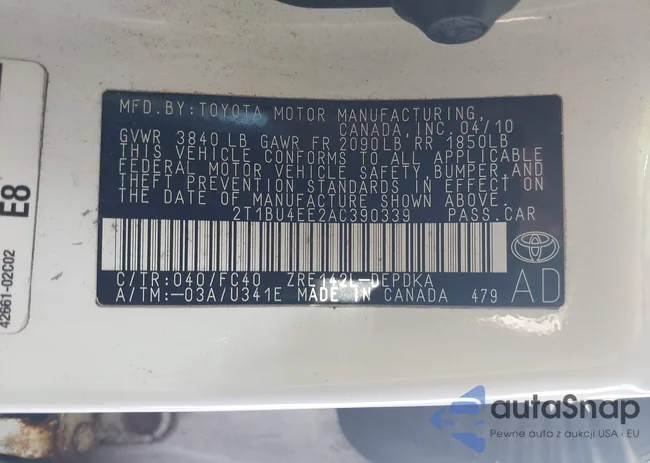 MFD. BY: TOYOTA MOTOR MANUFACTURING,
CANADA, INC. 04/10
GVWR 3840 LB GAWR FR 2090LB RR 1850LB
THIS VEHICLE CONFORMS TO ALL APPLICABLE
FEDERAL MOTOR VEHICLE SAFETY, BUMPER, AND
THEFT PREVENTION STANDARDS IN EFFECT ON
THE DATE OF MANUFACTURE SHOWN ABOVE.
2T1BU4EE2AC390339 PASS. CAR
C/TR: 040/FC40 ZRE142L-DEPDKA
A/TM:-03A/U341E MADE IN CANADA 479
AD
E8
42661-02C02
autoSnap
Pewne auta z aukcji USA i EU